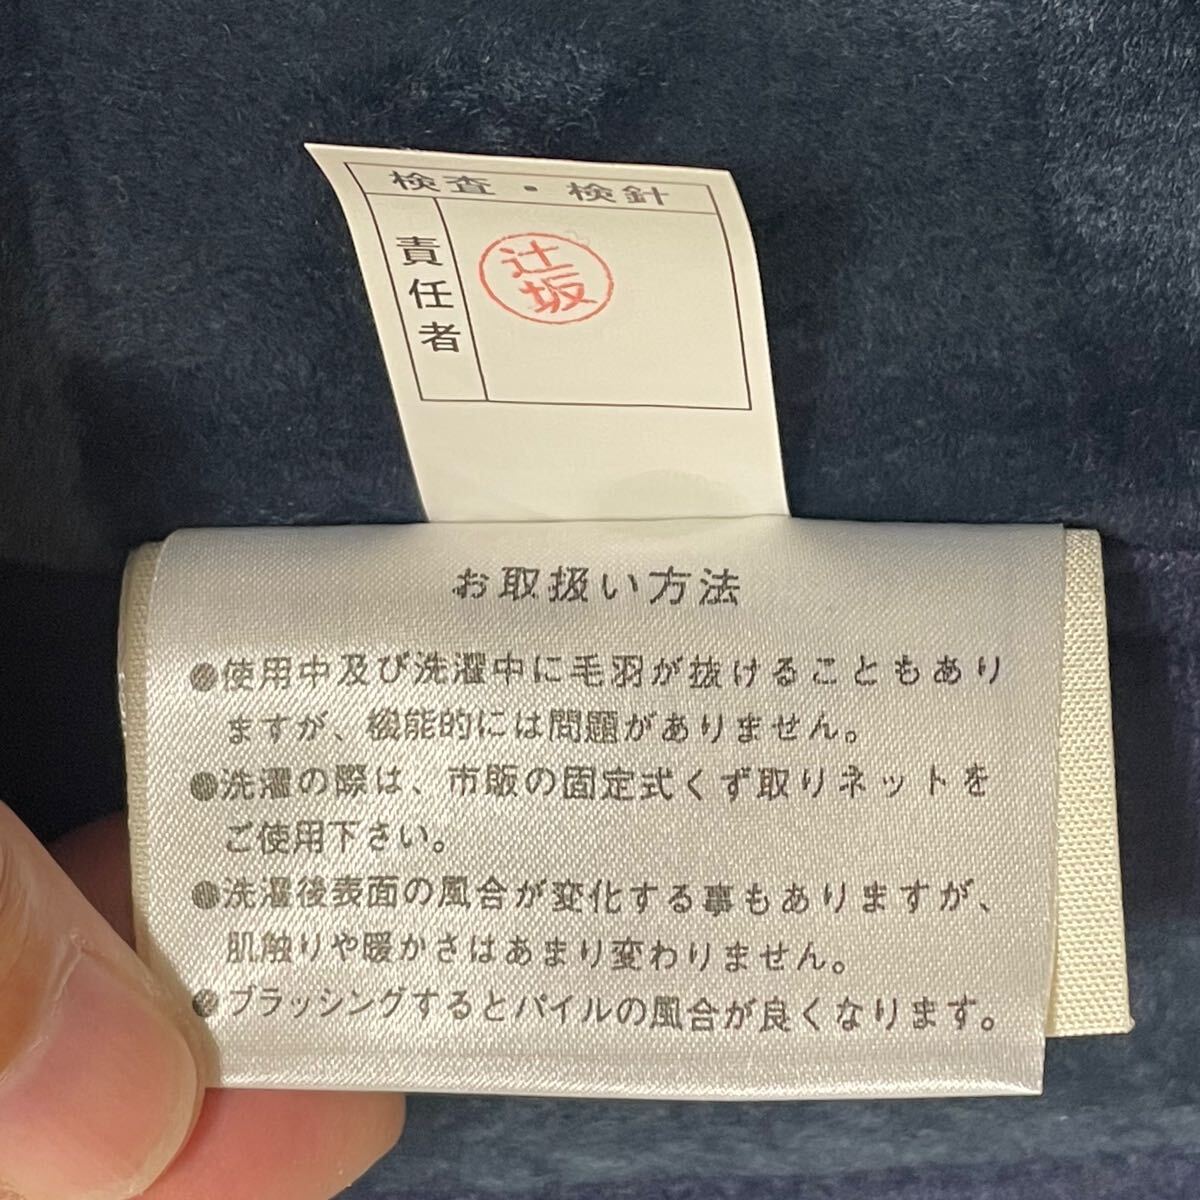 検査・検針
責任者
辻坂
お取扱い方法
●使用中及び洗濯中に毛羽が抜けることもあり
ますが、機能的には問題がありません。
●洗濯の際は、市販の固定式くず取りネットを
ご使用下さい。
●洗濯後表面の風合が変化する事もありますが、
肌触りや暖かさはあまり変わりません。
●ブラッシングするとパイルの風合が良くなります。